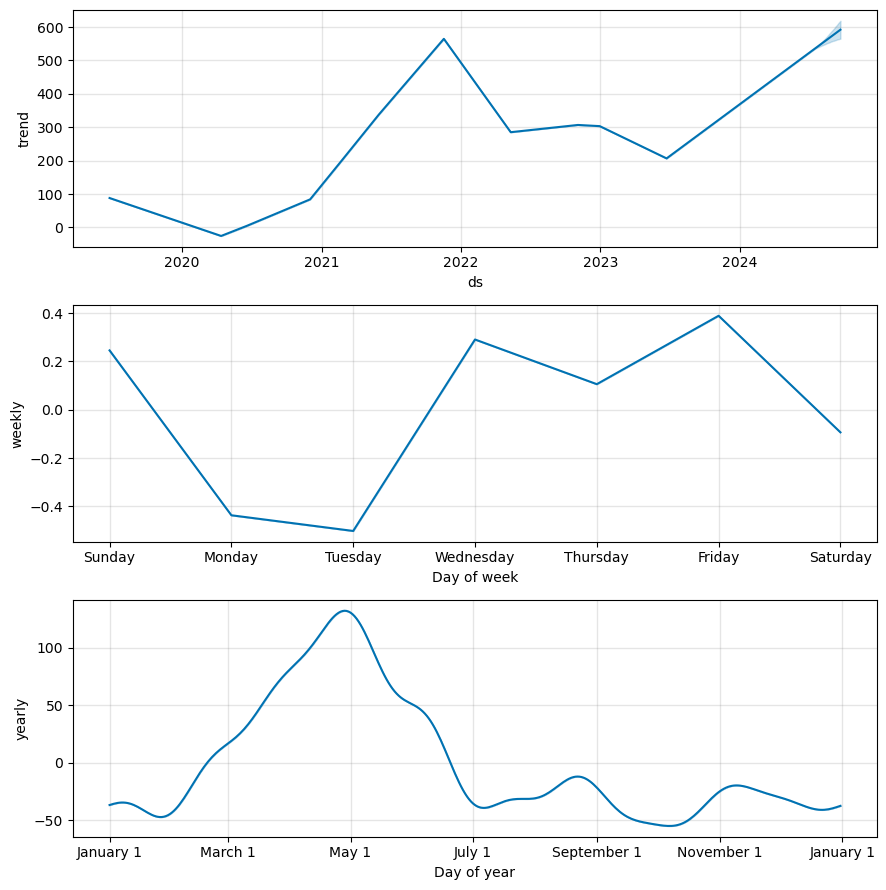 600
500
400
300
200
100
0
trend
2020 2021 2022 2023 2024
ds
0.4
0.2
0.0
−0.2
−0.4
weekly
Sunday Monday Tuesday Wednesday Thursday Friday Saturday
Day of week
100
50
0
−50
yearly
January 1 March 1 May 1 July 1 September 1 November 1 January 1
Day of year